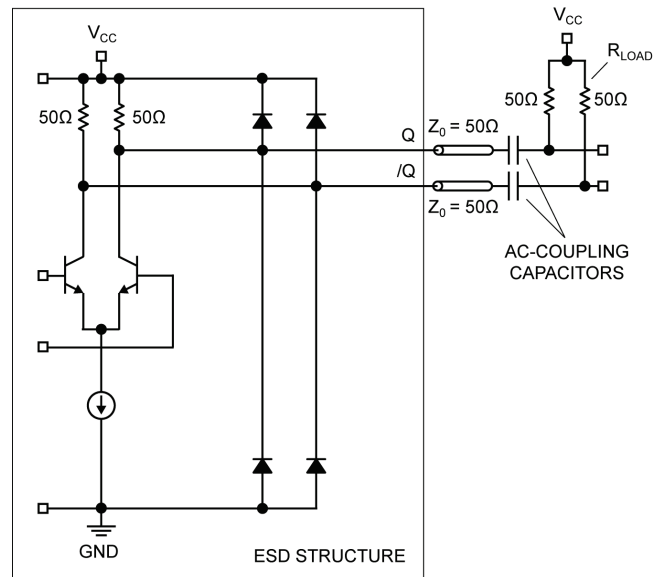 VCC
VCC
RLOAD
50Ω
50Ω
50Ω
50Ω
Q
Z0 = 50Ω
/Q
Z0 = 50Ω
AC-COUPLING
CAPACITORS
GND
ESD STRUCTURE